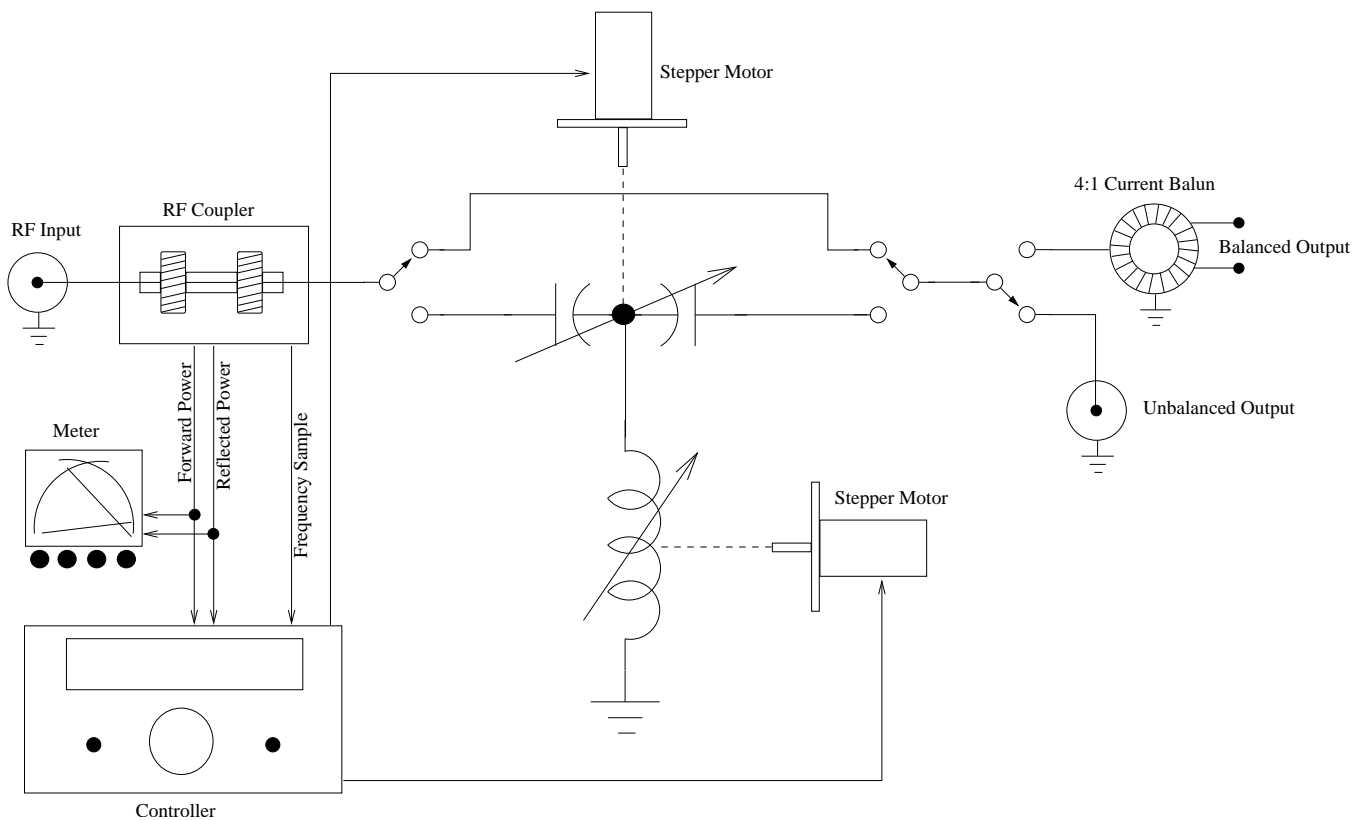 Stepper Motor
4:1 Current Balun
RF Coupler
RF Input
Balanced Output
Unbalanced Output
Forward Power
Reflected Power
Frequency Sample
Meter
Stepper Motor
Controller